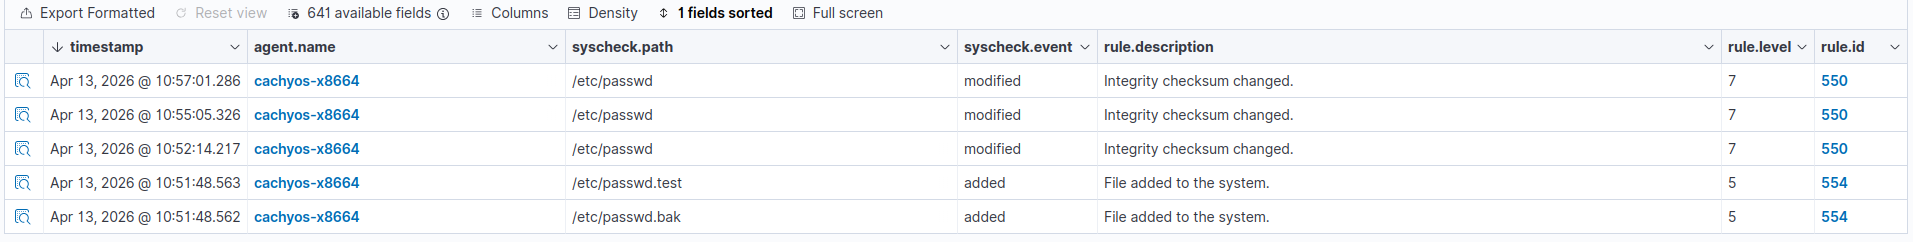 Export Formatted Reset view 641 available fields Columns Density 1 fields sorted Full screen
timestamp agent.name syscheck.path syscheck.event rule.description rule.level rule.id
Apr 13, 2026 @ 10:57:01.286 cachyos-x8664 /etc/passwd modified Integrity checksum changed. 7 550
Apr 13, 2026 @ 10:55:05.326 cachyos-x8664 /etc/passwd modified Integrity checksum changed. 7 550
Apr 13, 2026 @ 10:52:14.217 cachyos-x8664 /etc/passwd modified Integrity checksum changed. 7 550
Apr 13, 2026 @ 10:51:48.563 cachyos-x8664 /etc/passwd.test added File added to the system. 5 554
Apr 13, 2026 @ 10:51:48.562 cachyos-x8664 /etc/passwd.bak added File added to the system. 5 554